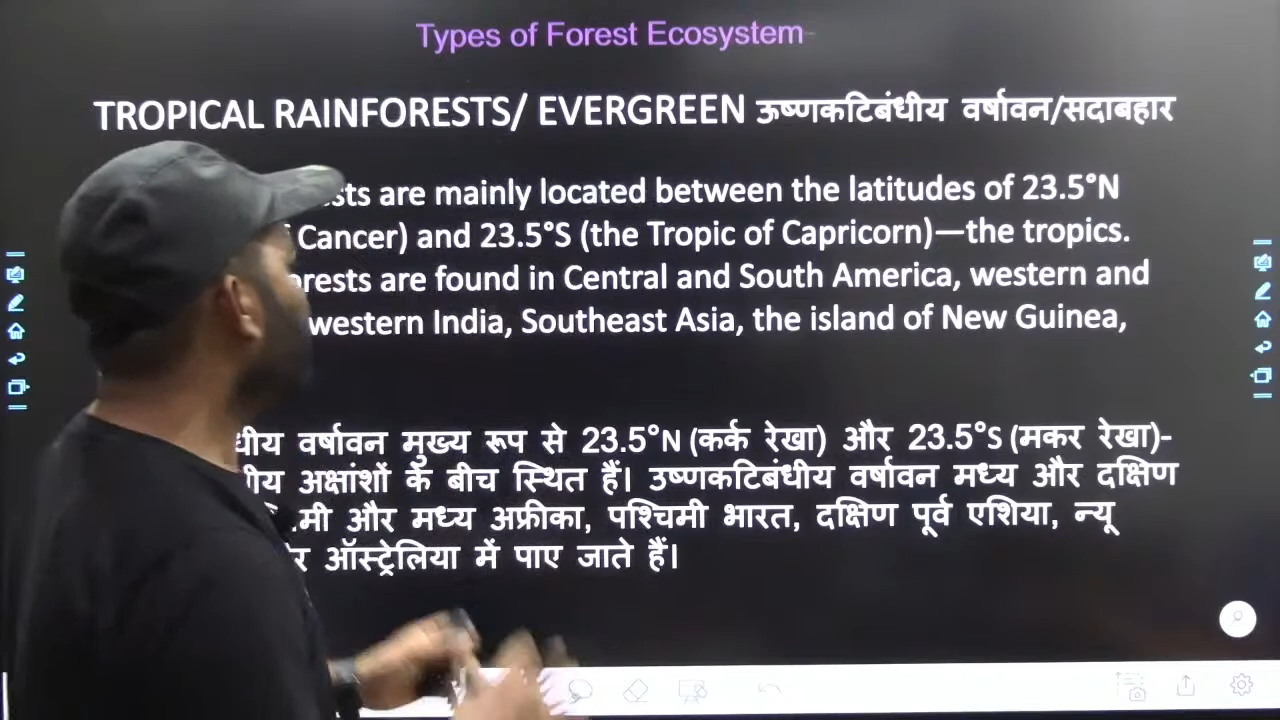 Types of Forest Ecosystem
TROPICAL RAINFORESTS/ EVERGREEN ऊष्णकटिबंधीय वर्षावन/सदाबहार
are mainly located between the latitudes of 23.5°N
Cancer) and 23.5°S (the Tropic of Capricorn)—the tropics.
are found in Central and South America, western and
western India, Southeast Asia, the island of New Guinea,
वर्षावन मुख्य रूप से 23.5°N (कर्क रेखा) और 23.5°S (मकर रेखा)-
अक्षांशों के बीच स्थित हैं। उष्णकटिबंधीय वर्षावन मध्य और दक्षिण
और मध्य अफ्रीका, पश्चिमी भारत, दक्षिण पूर्व एशिया, न्यू
ऑस्ट्रेलिया में पाए जाते हैं।